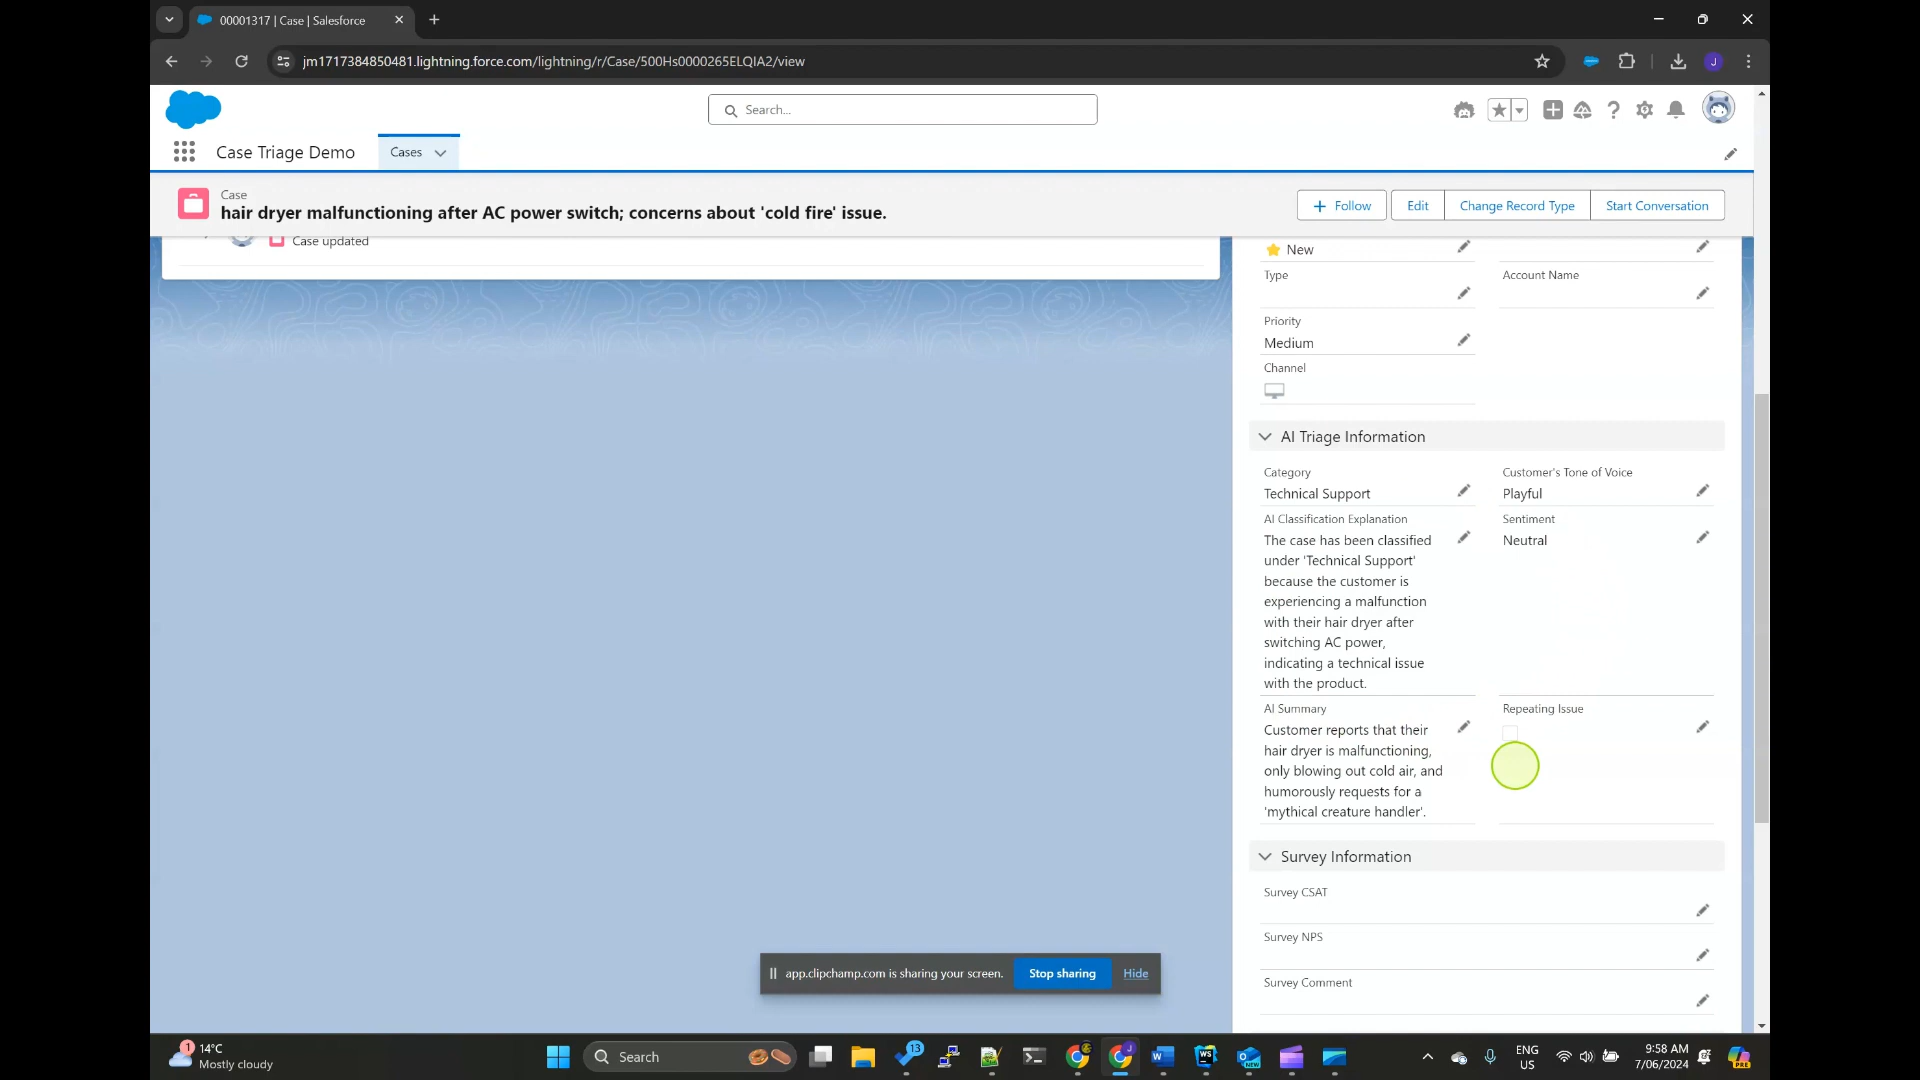 00001317 | Case | Salesforce
jm1717384850481.lightning.force.com/lightning/r/Case/500Hs0000265ELQIA2/view
J
Search...
Case Triage Demo
Cases
Case
hair dryer malfunctioning after AC power switch; concerns about 'cold fire' issue.
Follow
Edit
Change Record Type
Start Conversation
Case updated
New
Type
Account Name
Priority
Medium
Channel
AI Triage Information
Category
Technical Support
Customer's Tone of Voice
Playful
AI Classification Explanation
The case has been classified
under 'Technical Support'
because the customer is
experiencing a malfunction
with their hair dryer after
switching AC power,
indicating a technical issue
with the product.
Sentiment
Neutral
AI Summary
Customer reports that their
hair dryer is malfunctioning,
only blowing out cold air, and
humorously requests for a
'mythical creature handler'.
Repeating Issue
Survey Information
Survey CSAT
Survey NPS
Survey Comment
app.clipchamp.com is sharing your screen.
Stop sharing
Hide
1
14°C
Mostly cloudy
Search
13
J
W
WS
NEW
ENG
US
9:58 AM
7/06/2024
PRE